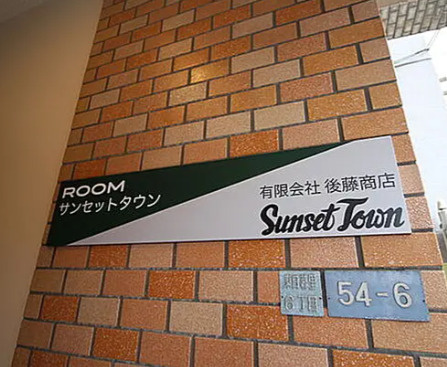 ROOM
サンセットタウン
有限会社 後藤商店
Sunset Town
6丁目
54-6